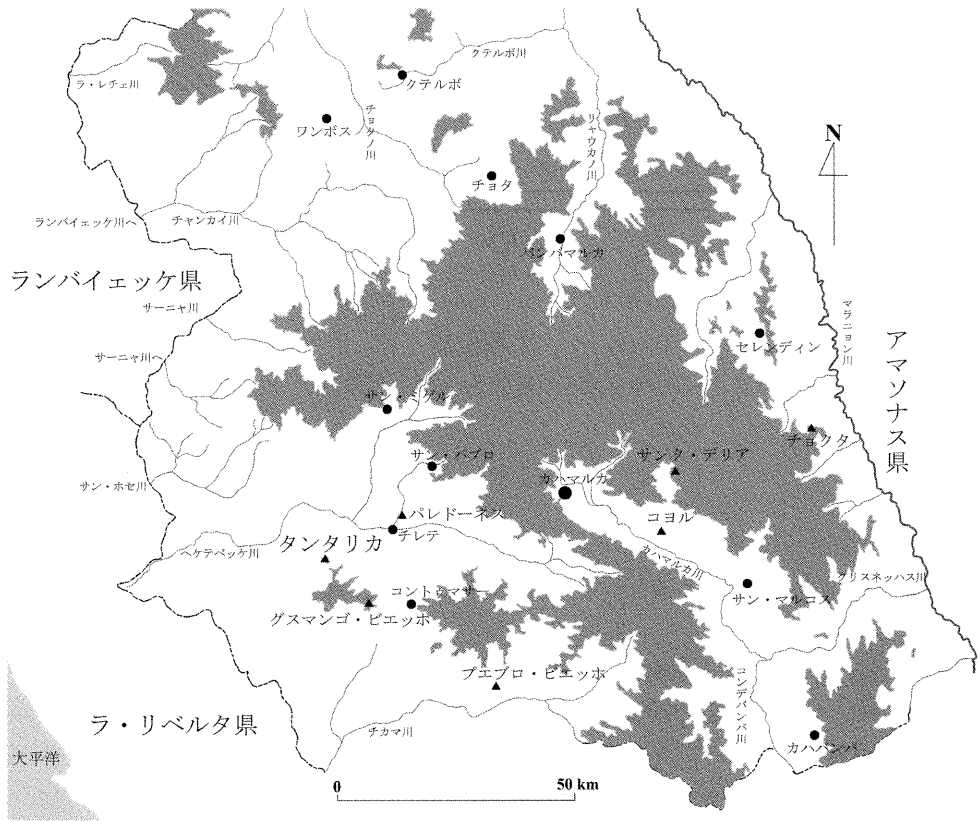 クテルボ川
ラ・レチェ川
クテルボ
チョタノ川
ワンボス
リャウカノ川
N
チョタ
ランバイェッケ川へ
チャンカイ川
バンバマルカ
ランバイェッケ県
サーニャ川
マラニョン川
サーニャ川へ
セレンディン
アマソナス県
サン・ミゲル
チョクタ
サン・パブロ
サンタ・デリア
カハマルカ
サン・ホセ川
パレドーネス
コヨル
チレテ
タンタリカ
ヘケテペッケ川
カハマルカ川
クリスネッハス川
サン・マルコス
コントゥマサー
グスマンゴ・ビエッホ
プエブロ・ビエッホ
コンデバンバ川
ラ・リベルタ県
チカマ川
カハバンバ
大平洋
0
50 km